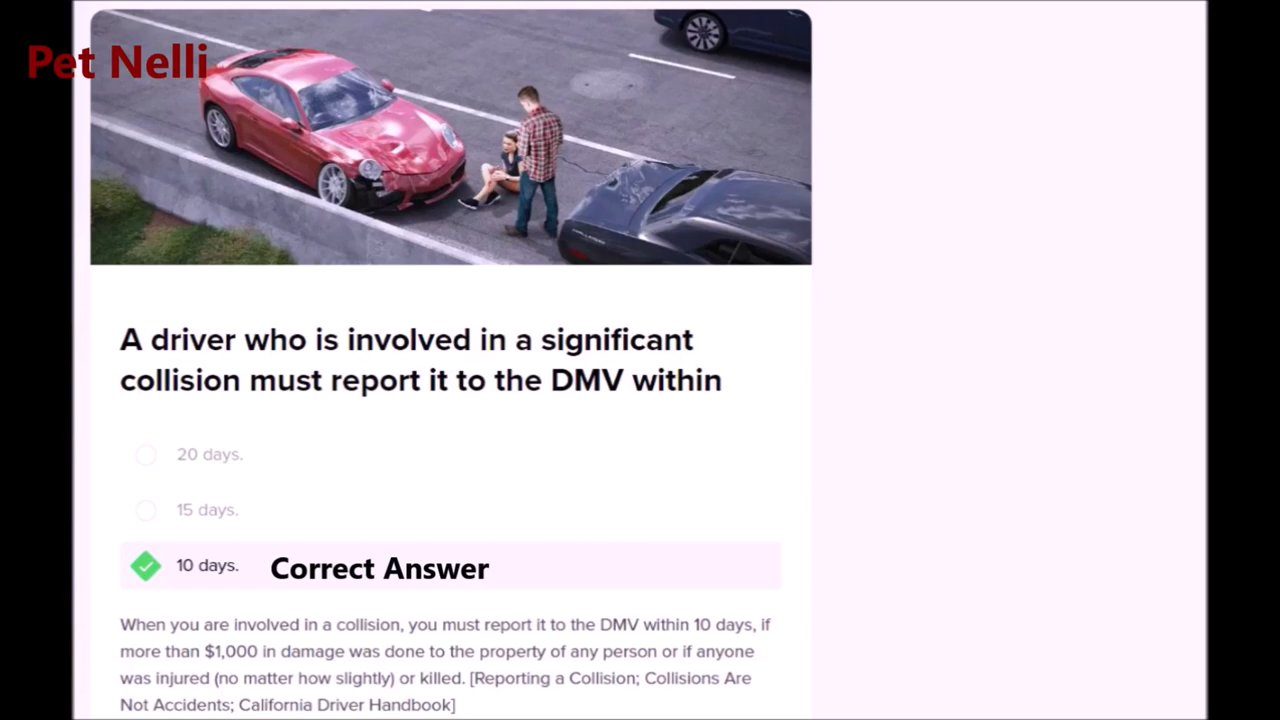 Pet Nelli
A driver who is involved in a significant
collision must report it to the DMV within
20 days.
15 days.
10 days. Correct Answer
When you are involved in a collision, you must report it to the DMV within 10 days, if
more than $1,000 in damage was done to the property of any person or if anyone
was injured (no matter how slightly) or killed. [Reporting a Collision; Collisions Are
Not Accidents; California Driver Handbook]